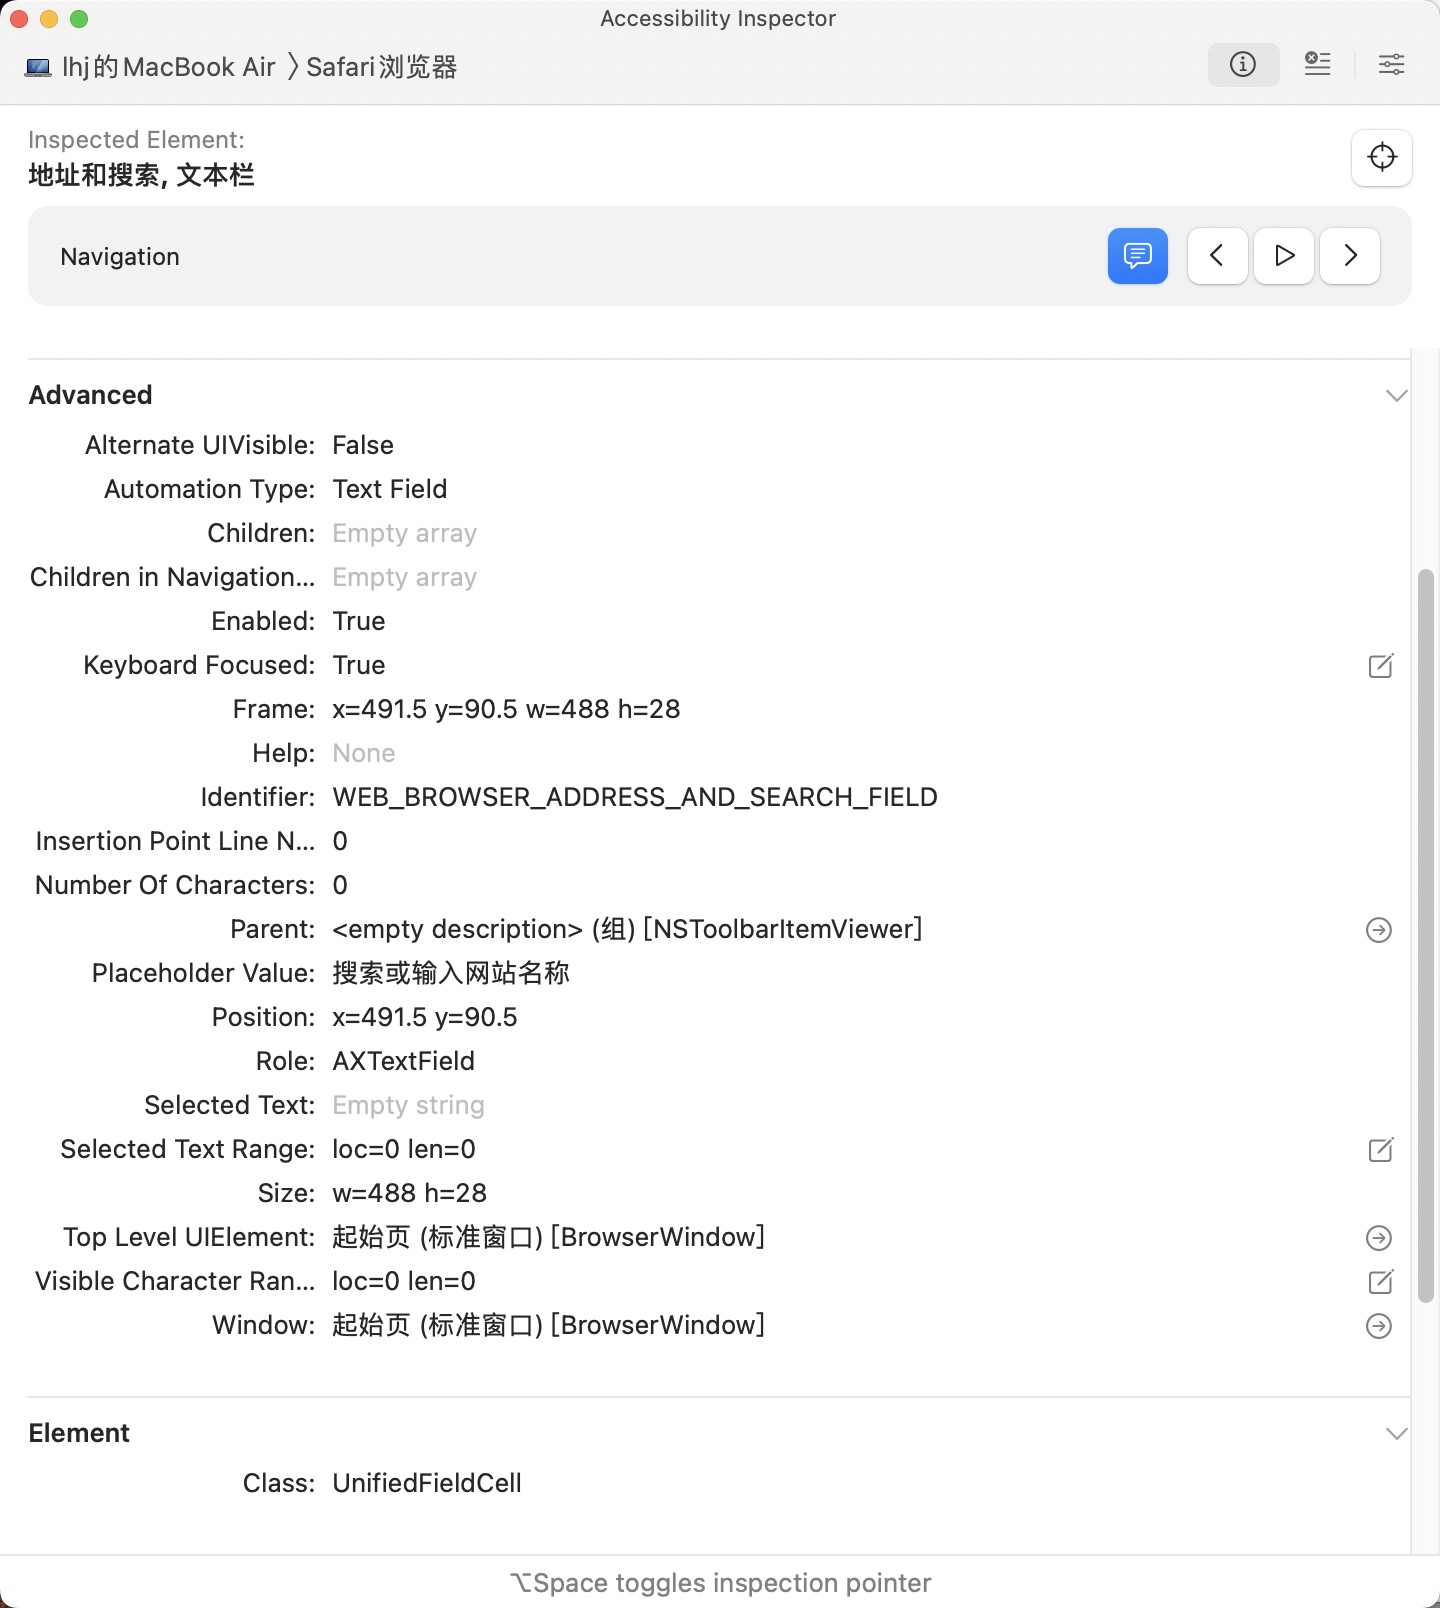 Accessibility Inspector
lhj的MacBook Air 〉Safari浏览器
Inspected Element:
地址和搜索, 文本栏
Navigation
Advanced
Alternate UIVisible: False
Automation Type: Text Field
Children: Empty array
Children in Navigation... Empty array
Enabled: True
Keyboard Focused: True
Frame: x=491.5 y=90.5 w=488 h=28
Help: None
Identifier: WEB_BROWSER_ADDRESS_AND_SEARCH_FIELD
Insertion Point Line N... 0
Number Of Characters: 0
Parent: <empty description> (组) [NSToolbarItemViewer]
Placeholder Value: 搜索或输入网站名称
Position: x=491.5 y=90.5
Role: AXTextField
Selected Text: Empty string
Selected Text Range: loc=0 len=0
Size: w=488 h=28
Top Level UIElement: 起始页 (标准窗口) [BrowserWindow]
Visible Character Ran... loc=0 len=0
Window: 起始页 (标准窗口) [BrowserWindow]
Element
Class: UnifiedFieldCell
⌥Space toggles inspection pointer